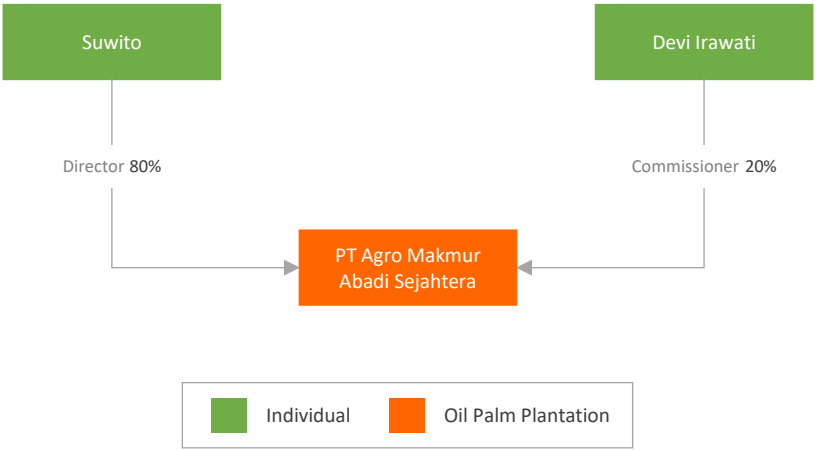 Suwito
Devi Irawati
Director 80%
Commissioner 20%
PT Agro Makmur
Abadi Sejahtera
Individual
Oil Palm Plantation